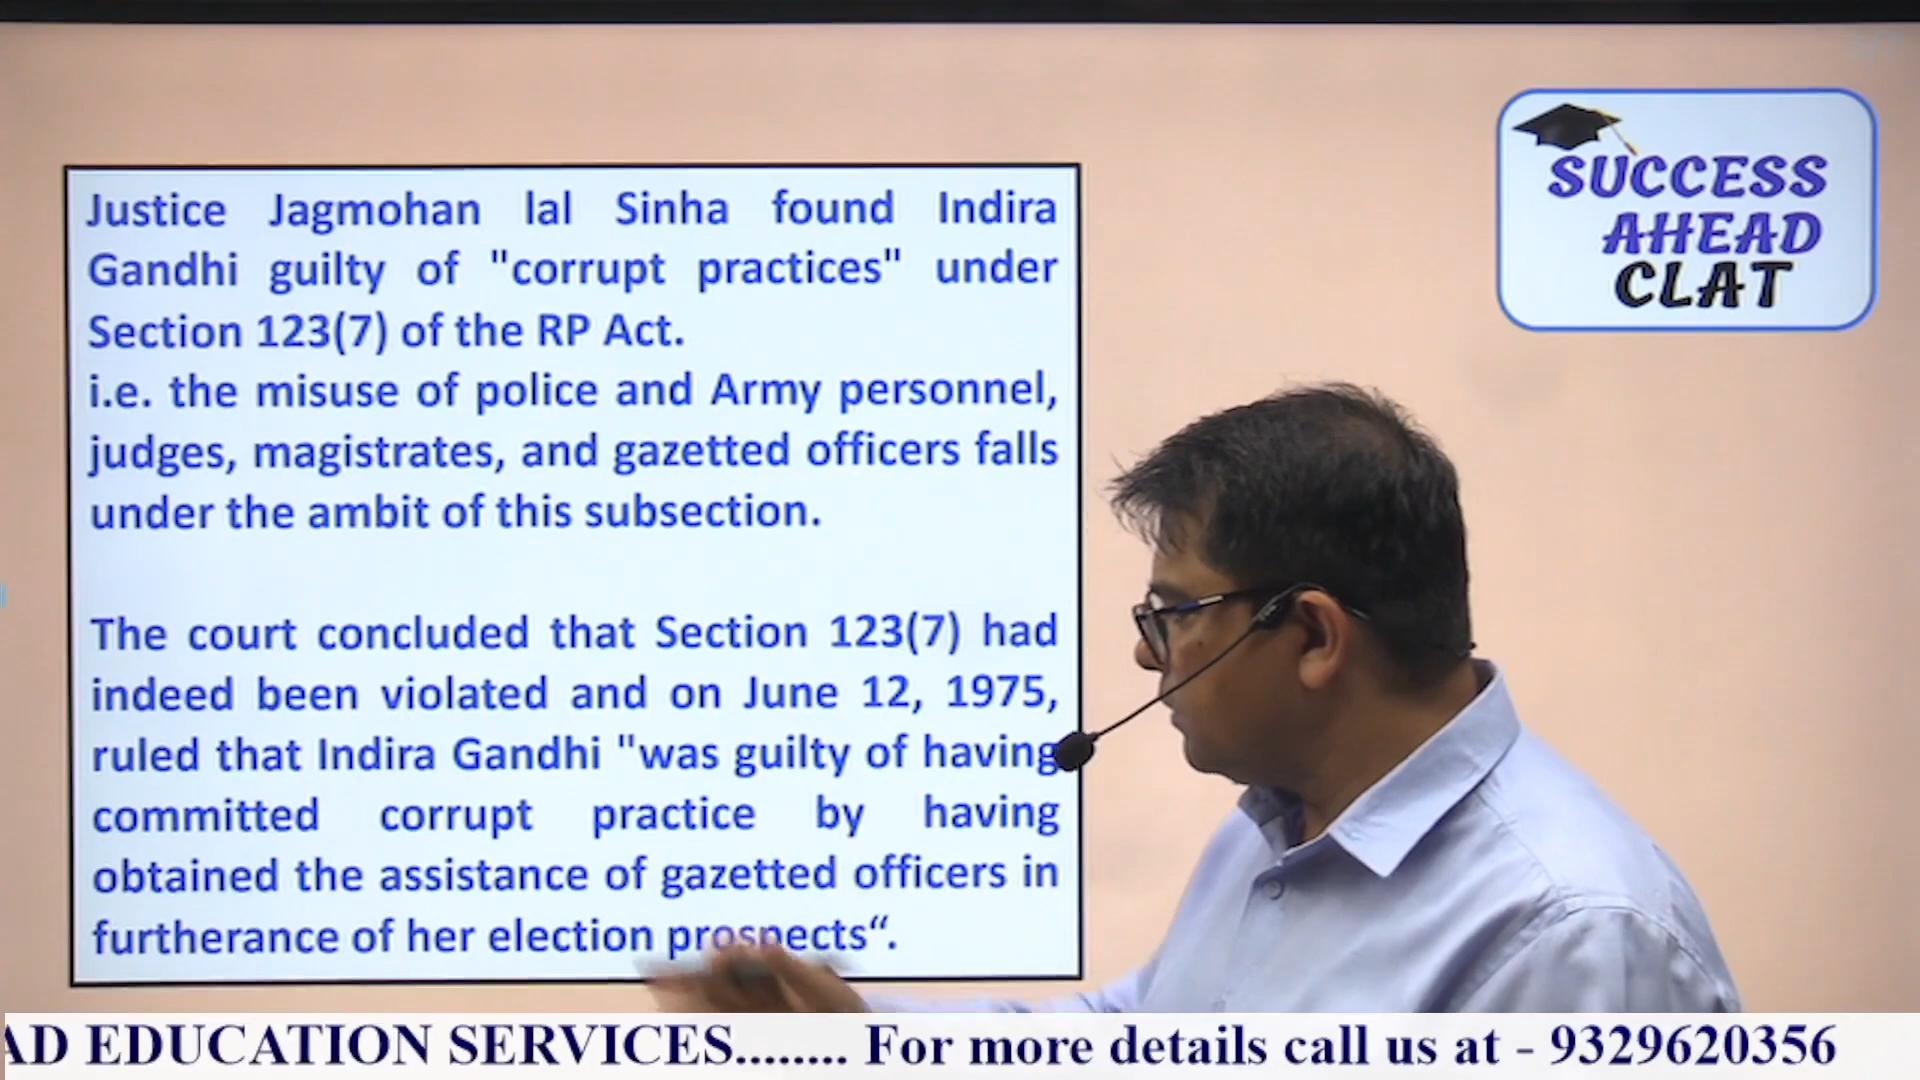 Justice Jagmohan lal Sinha found Indira
Gandhi guilty of "corrupt practices" under
Section 123(7) of the RP Act.
i.e. the misuse of police and Army personnel,
judges, magistrates, and gazetted officers falls
under the ambit of this subsection.
The court concluded that Section 123(7) had
indeed been violated and on June 12, 1975,
ruled that Indira Gandhi "was guilty of having
committed corrupt practice by having
obtained the assistance of gazetted officers in
furtherance of her election prospects“.
SUCCESS
AHEAD
CLAT
AD EDUCATION SERVICES........ For more details call us at - 9329620356